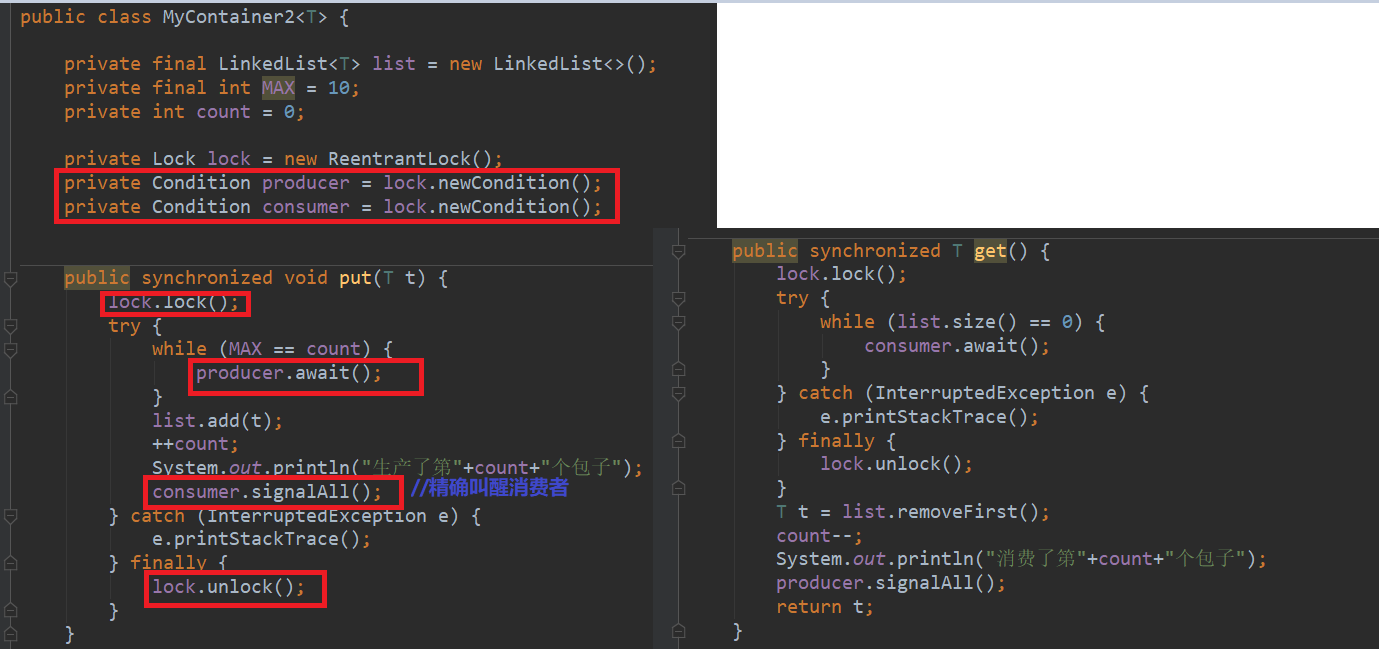 public class MyContainer2<T> {
private final LinkedList<T> list = new LinkedList<>();
private final int MAX = 10;
private int count = 0;
private Lock lock = new ReentrantLock();
private Condition producer = lock.newCondition();
private Condition consumer = lock.newCondition();
public synchronized void put(T t) {
lock.lock();
try {
while (MAX == count) {
producer.await();
}
list.add(t);
++count;
System.out.println("生产了第"+count+"个包子");
consumer.signalAll(); //精确叫醒消费者
} catch (InterruptedException e) {
e.printStackTrace();
} finally {
lock.unlock();
}
}
public synchronized T get() {
lock.lock();
try {
while (list.size() == 0) {
consumer.await();
}
} catch (InterruptedException e) {
e.printStackTrace();
} finally {
lock.unlock();
}
T t = list.removeFirst();
count--;
System.out.println("消费了第"+count+"个包子");
producer.signalAll();
return t;
}